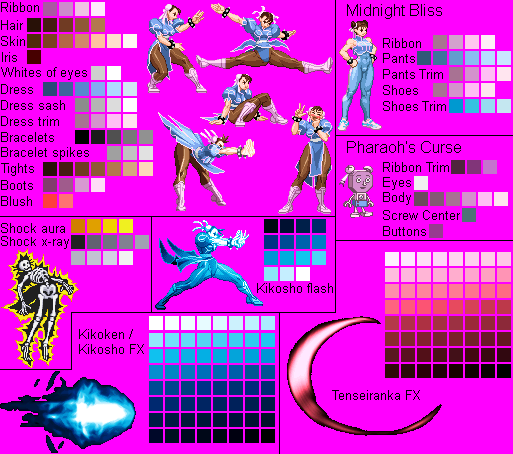 Ribbon
Hair
Skin
Iris
Whites of eyes
Dress
Dress sash
Dress trim
Bracelets
Bracelet spikes
Tights
Boots
Blush
Midnight Bliss
Ribbon
Pants
Pants Trim
Shoes
Shoes Trim
Pharaoh's Curse
Ribbon Trim
Eyes
Body
Screw Center
Buttons
Shock aura
Shock x-ray
Kikosho flash
Kikoken /
Kikosho FX
Tenseiranka FX